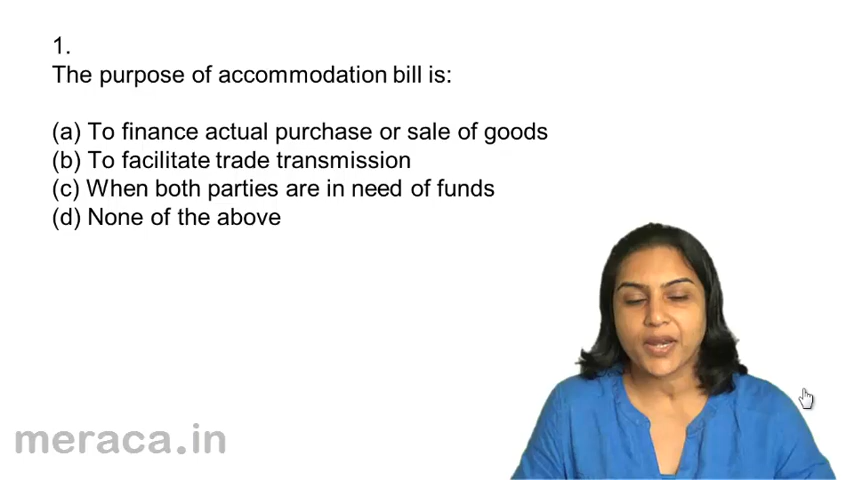 1.
The purpose of accommodation bill is:
(a) To finance actual purchase or sale of goods
(b) To facilitate trade transmission
(c) When both parties are in need of funds
(d) None of the above
meraca.in